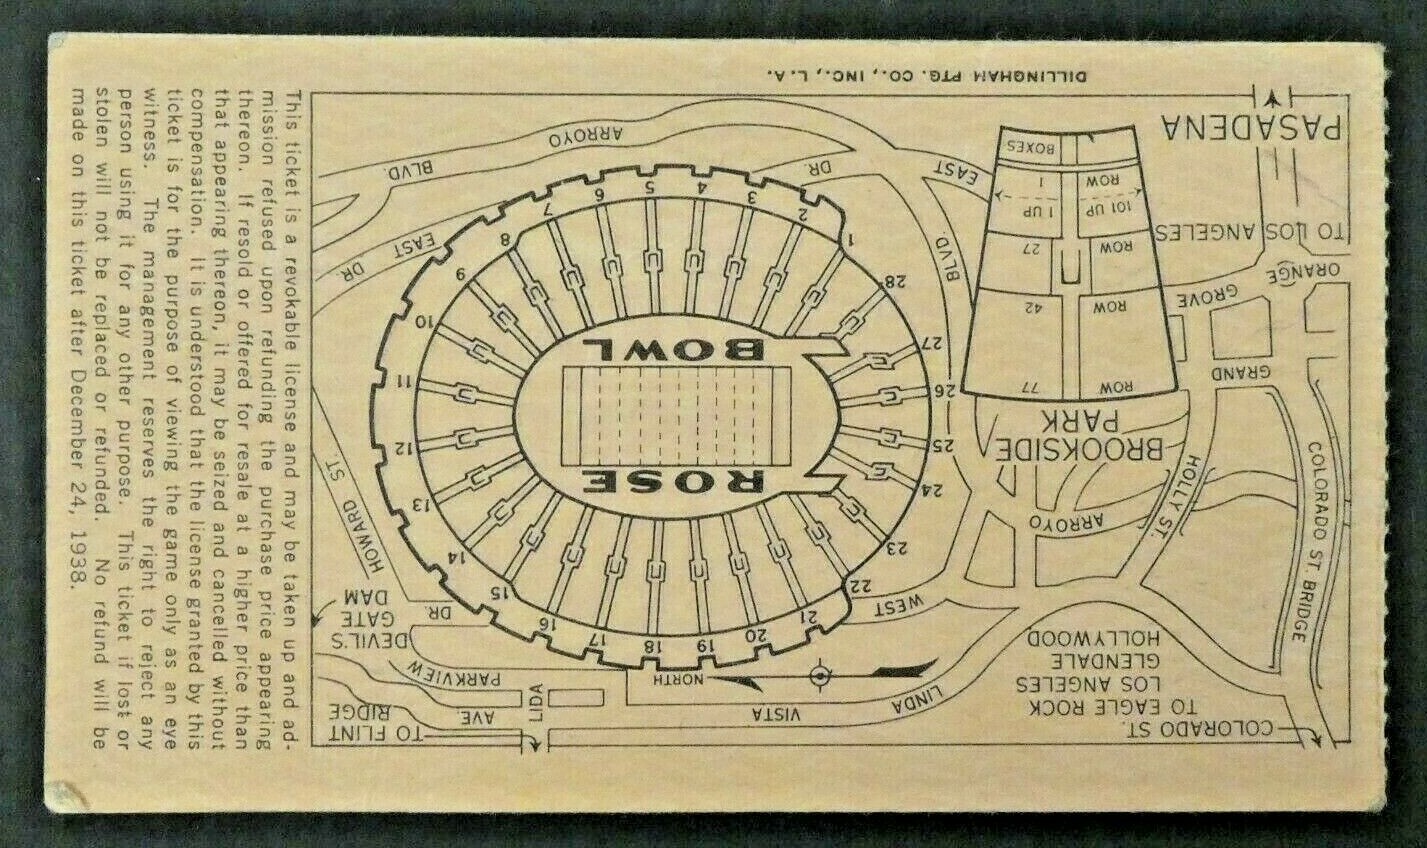 This ticket is a revokable license and may be taken up and ad-
mission refused upon refunding the purchase price appearing
thereon. If resold or offered for resale at a higher price than
that appearing thereon, it may be seized and cancelled without
compensation. It is understood that the license granted by this
ticket is for the purpose of viewing the game only as an eye
witness. The management reserves the right to reject any
person using it for any other purpose. This ticket if lost or
stolen will not be replaced or refunded. No refund will be
made on this ticket after December 24, 1938.
COLORADO ST.
TO EAGLE ROCK
LOS ANGELES
GLENDALE
HOLLYWOOD
COLORADO ST. BRIDGE
LINDA
VISTA
AVE
LIDA
TO FLINT
RIDGE
PARKVIEW
NORTH
DEVIL'S
GATE
DAM
WEST
DR.
HOWARD ST.
ARROYO
BLVD.
HOLLY ST.
BROOKSIDE
PARK
ROSE
BOWL
22
21
20
19
18
17
16
15
14
13
12
11
10
9
8
7
6
5
4
3
2
1
28
27
26
25
24
23
ROW 77
ROW 42
ROW 27
101 UP 1 UP
ROW 1
BOXES
GRAND
ORANGE
GROVE
TO LOS ANGELES
PASADENA
EAST
DR.
EAST
DR.
ARROYO
BLVD.
DILLINGHAM PTG. CO., INC., L.A.